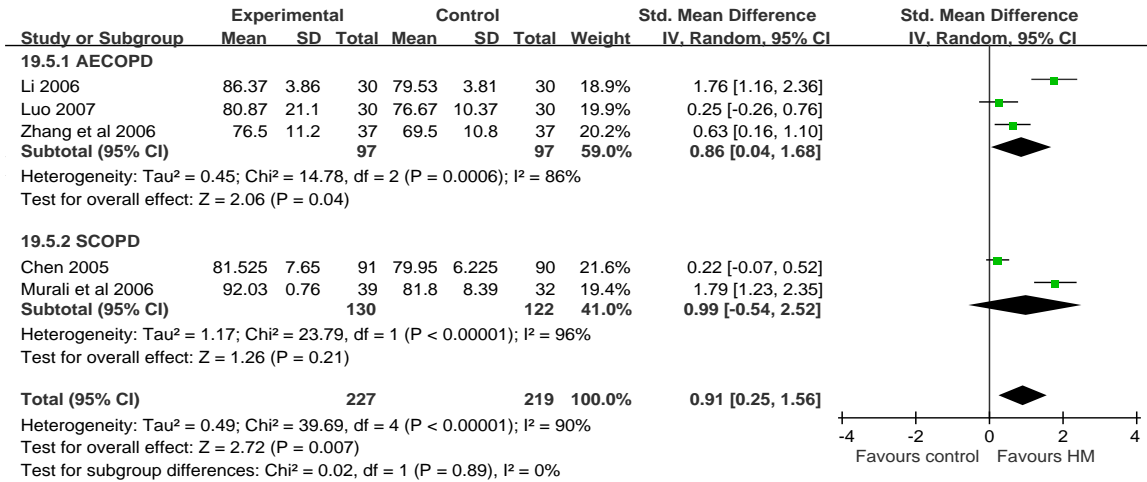 Experimental Control Std. Mean Difference Std. Mean Difference
Study or Subgroup Mean SD Total Mean SD Total Weight IV, Random, 95% CI IV, Random, 95% CI
19.5.1 AECOPD
Li 2006 86.37 3.86 30 79.53 3.81 30 18.9% 1.76 [1.16, 2.36]
Luo 2007 80.87 21.1 30 76.67 10.37 30 19.9% 0.25 [-0.26, 0.76]
Zhang et al 2006 76.5 11.2 37 69.5 10.8 37 20.2% 0.63 [0.16, 1.10]
Subtotal (95% CI) 97 97 59.0% 0.86 [0.04, 1.68]
Heterogeneity: Tau² = 0.45; Chi² = 14.78, df = 2 (P = 0.0006); I² = 86%
Test for overall effect: Z = 2.06 (P = 0.04)
19.5.2 SCOPD
Chen 2005 81.525 7.65 91 79.95 6.225 90 21.6% 0.22 [-0.07, 0.52]
Murali et al 2006 92.03 0.76 39 81.8 8.39 32 19.4% 1.79 [1.23, 2.35]
Subtotal (95% CI) 130 122 41.0% 0.99 [-0.54, 2.52]
Heterogeneity: Tau² = 1.17; Chi² = 23.79, df = 1 (P < 0.00001); I² = 96%
Test for overall effect: Z = 1.26 (P = 0.21)
Total (95% CI) 227 219 100.0% 0.91 [0.25, 1.56]
Heterogeneity: Tau² = 0.49; Chi² = 39.69, df = 4 (P < 0.00001); I² = 90%
Test for overall effect: Z = 2.72 (P = 0.007)
Test for subgroup differences: Chi² = 0.02, df = 1 (P = 0.89), I² = 0%
-4 -2 0 2 4
Favours control Favours HM